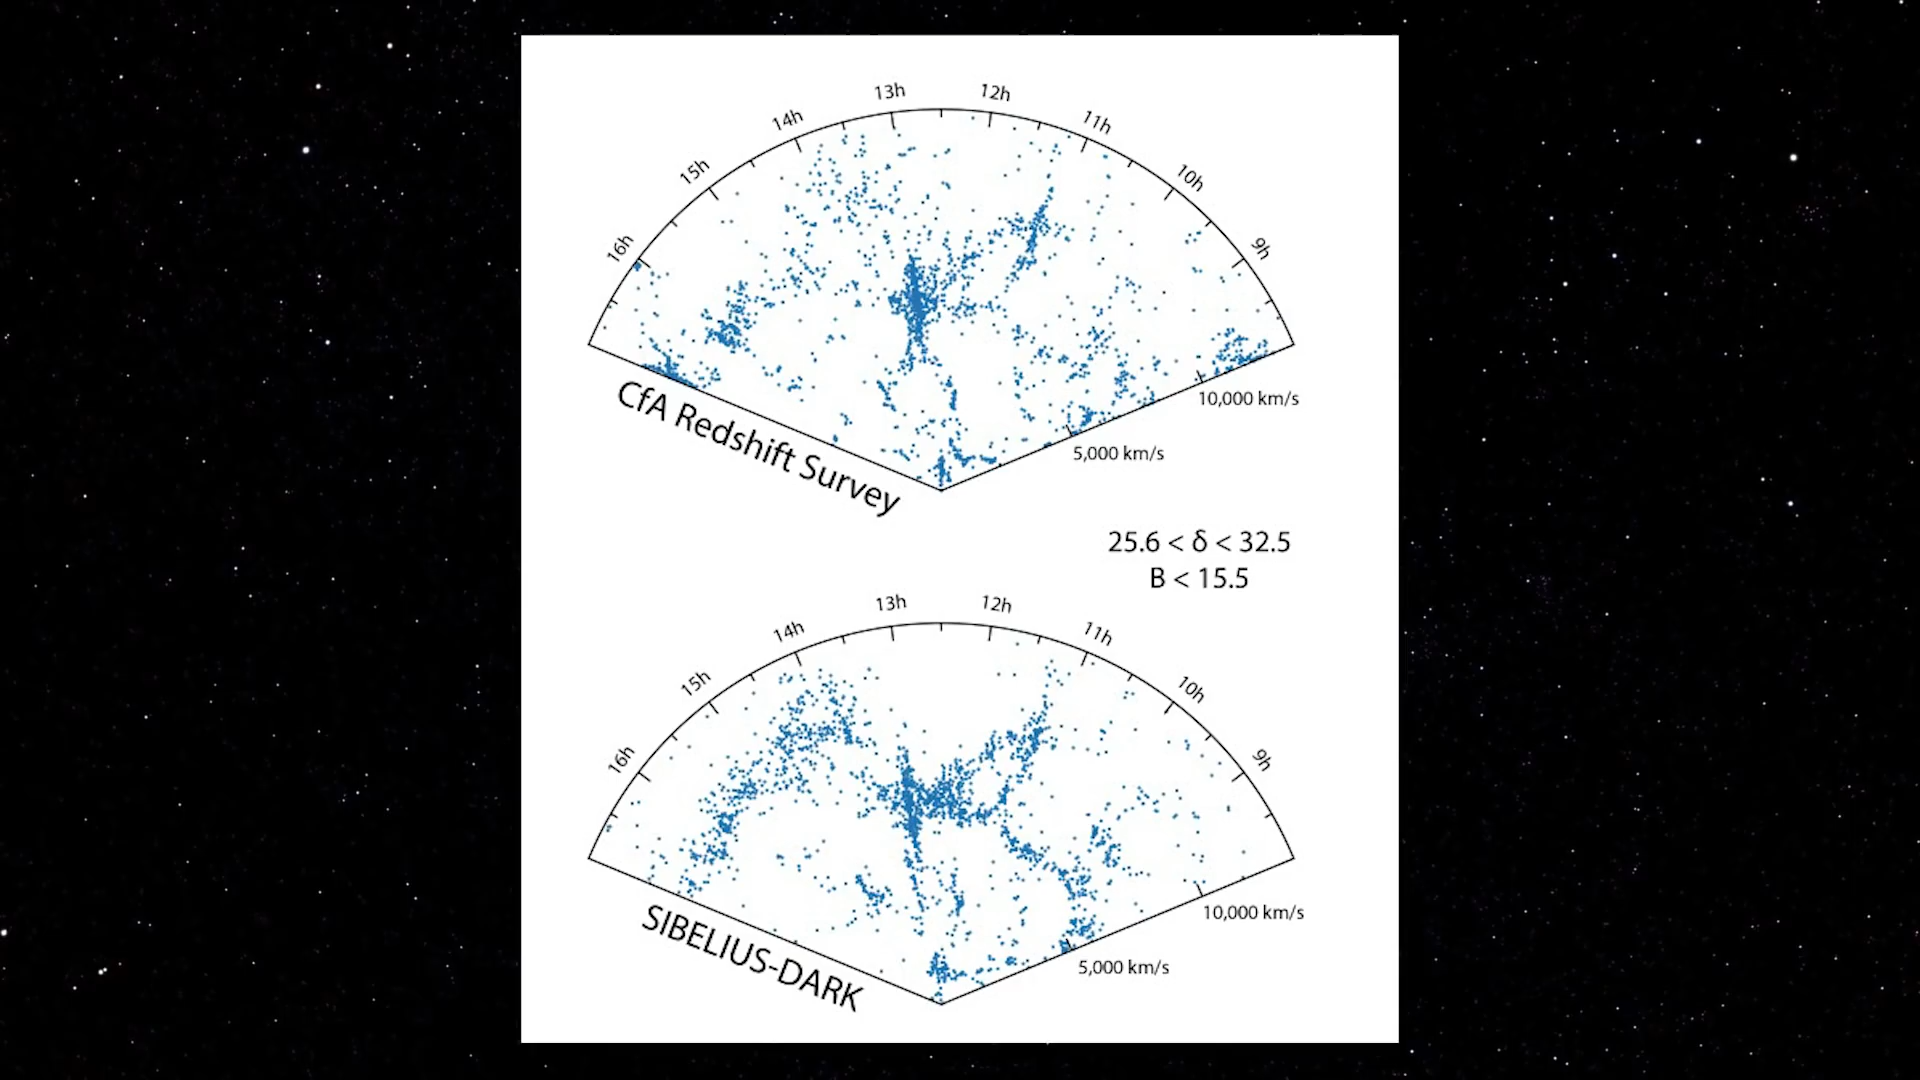 13h
12h
14h
11h
15h
10h
16h
9h
10,000 km/s
5,000 km/s
CfA Redshift Survey
25.6 < δ < 32.5
B < 15.5
13h
12h
14h
11h
15h
10h
16h
9h
10,000 km/s
5,000 km/s
SIBELIUS-DARK